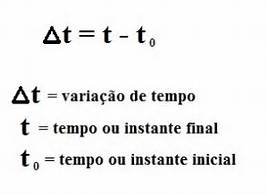 Δt = t - t₀
Δt = variação de tempo
t = tempo ou instante final
t₀ = tempo ou instante inicial